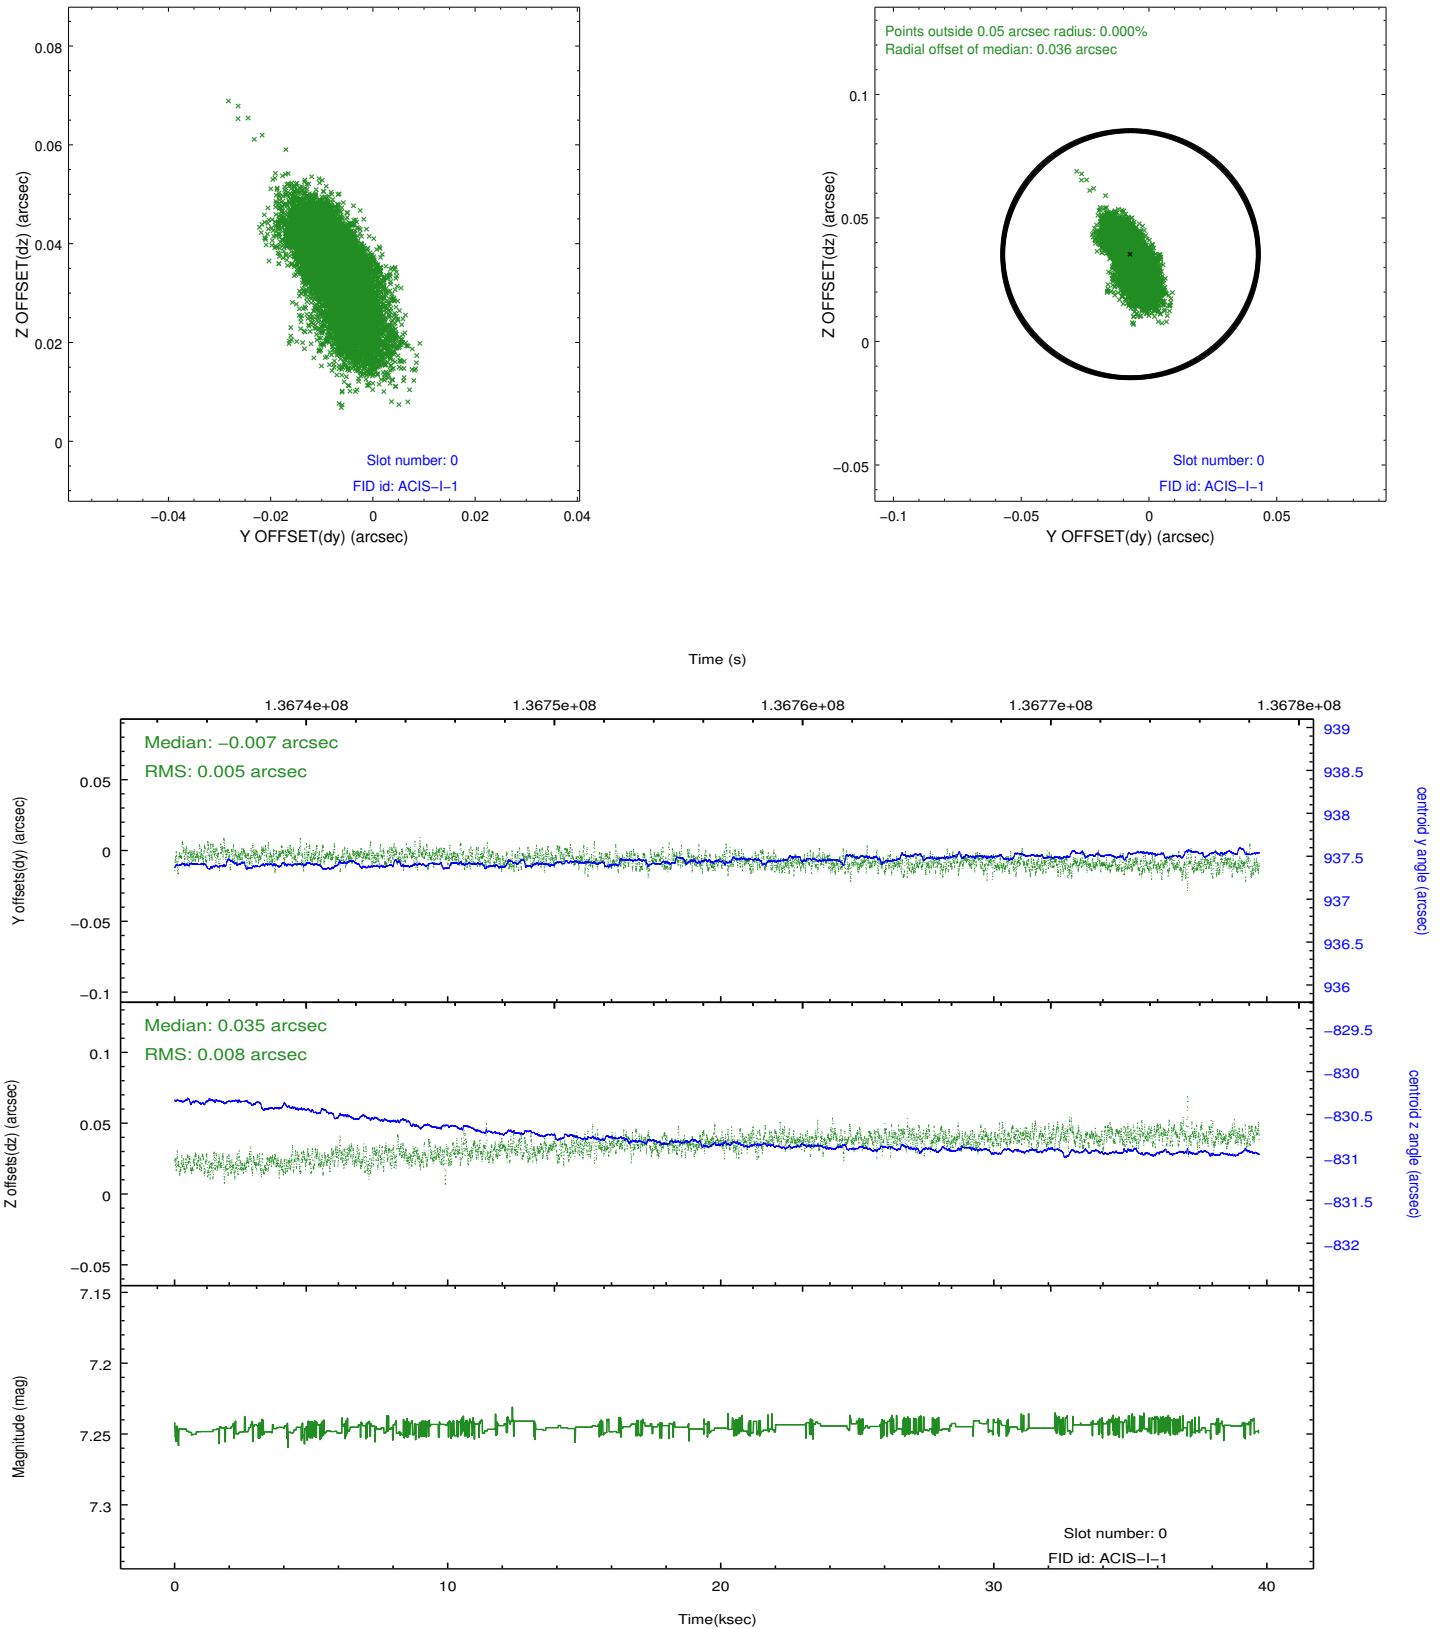 0.08
0.06
0.04
0.02
0
Z OFFSET(dz) (arcsec)
−0.04
−0.02
0
0.02
0.04
Y OFFSET(dy) (arcsec)
Slot number: 0
FID id: ACIS−I−1
Points outside 0.05 arcsec radius: 0.000%
Radial offset of median: 0.036 arcsec
0.1
0.05
0
−0.05
Z OFFSET(dz) (arcsec)
−0.1
−0.05
0
0.05
Y OFFSET(dy) (arcsec)
Slot number: 0
FID id: ACIS−I−1
Time (s)
1.3674e+08
1.3675e+08
1.3676e+08
1.3677e+08
1.3678e+08
Median: −0.007 arcsec
RMS: 0.005 arcsec
0.05
0
−0.05
−0.1
Y offsets(dy) (arcsec)
939
938.5
938
937.5
937
936.5
936
centroid y angle (arcsec)
Median: 0.035 arcsec
RMS: 0.008 arcsec
0.1
0.05
0
−0.05
Z offsets(dz) (arcsec)
−829.5
−830
−830.5
−831
−831.5
−832
centroid z angle (arcsec)
7.15
7.2
7.25
7.3
Magnitude (mag)
Slot number: 0
FID id: ACIS−I−1
0
10
20
30
40
Time(ksec)